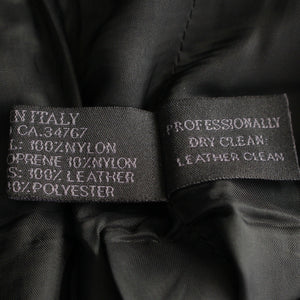 N ITALY
CA.34767
L: 100%NYLON
OPRENE 10%NYLON
S: 100% LEATHER
0% POLYESTER
PROFESSIONALLY
DRY CLEAN
LEATHER CLEAN